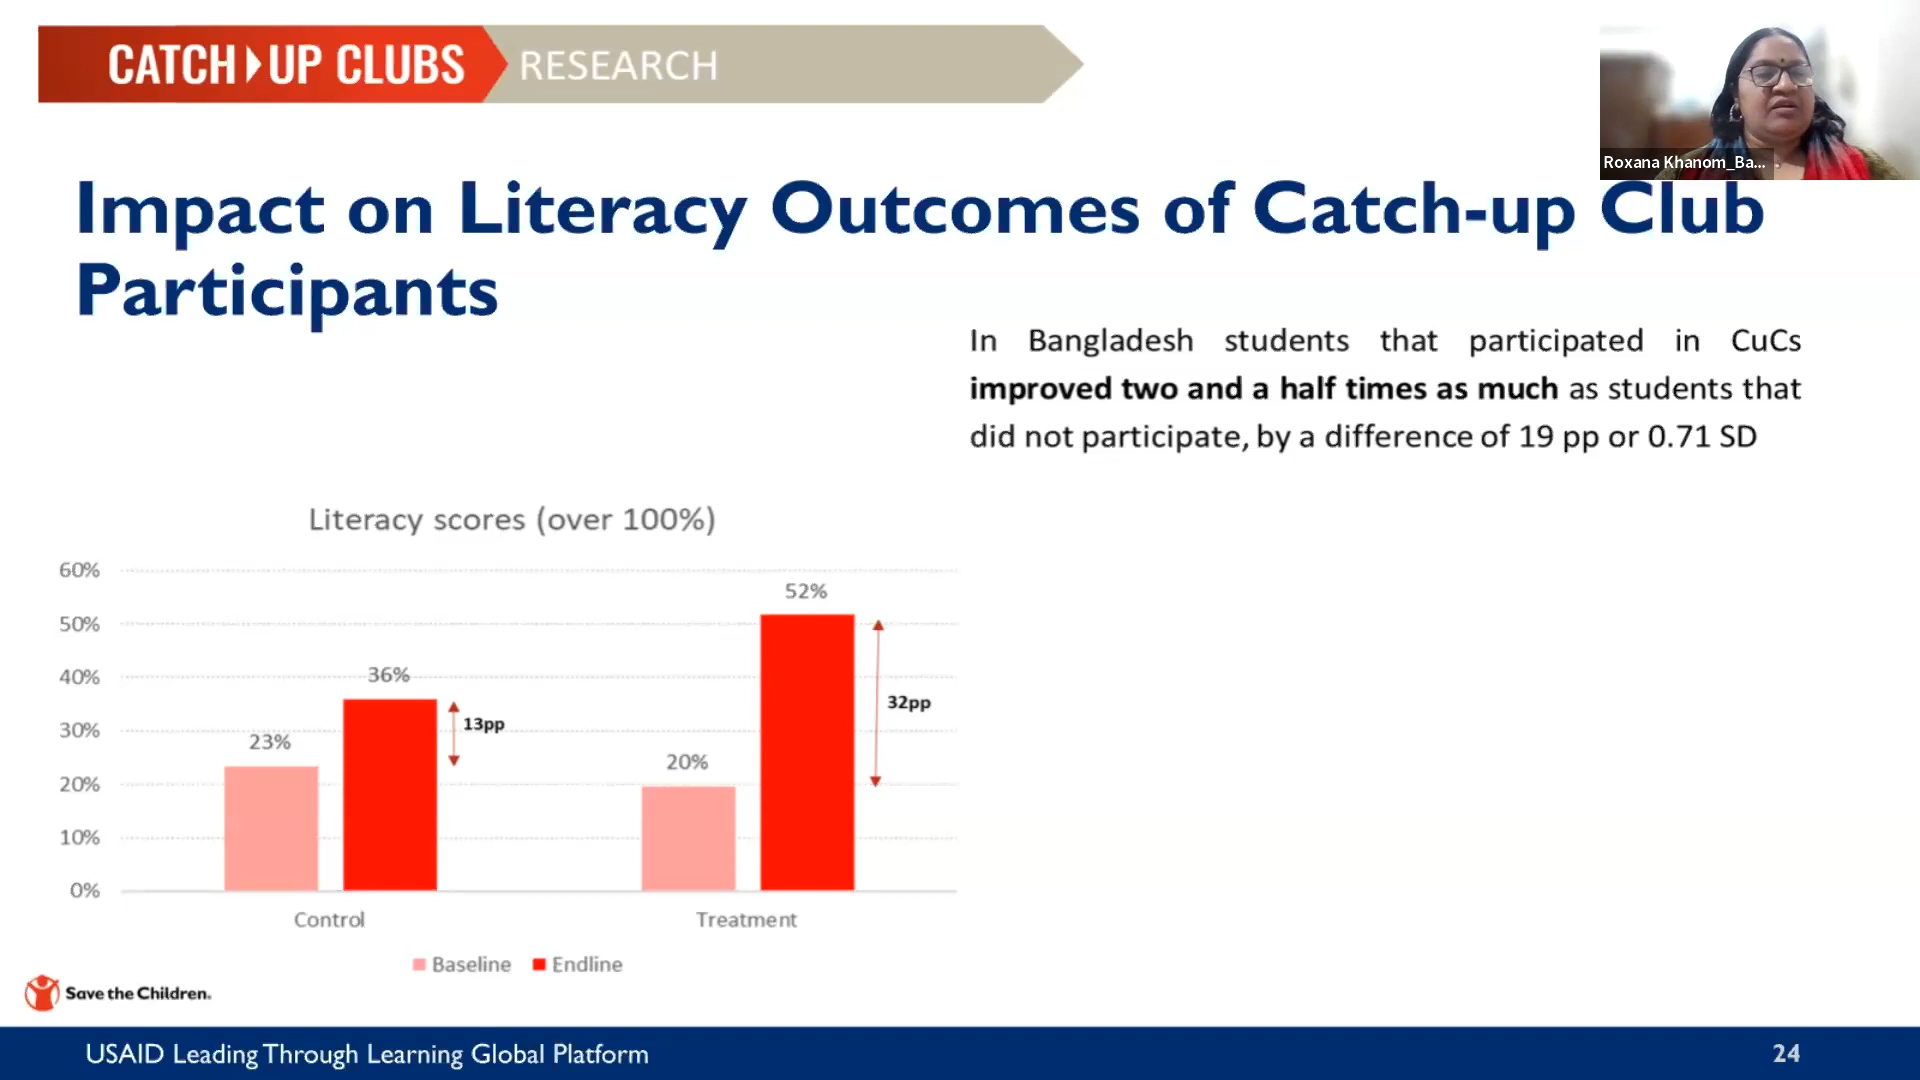 CATCH UP CLUBS RESEARCH
Roxana Khanom_Ba...
Impact on Literacy Outcomes of Catch-up Club
Participants
In Bangladesh students that participated in CuCs
improved two and a half times as much as students that
did not participate, by a difference of 19 pp or 0.71 SD
Literacy scores (over 100%)
60%
50%
40%
30%
20%
10%
0%
23%
36%
13pp
20%
52%
32pp
Control
Treatment
Baseline Endline
Save the Children.
USAID Leading Through Learning Global Platform
24